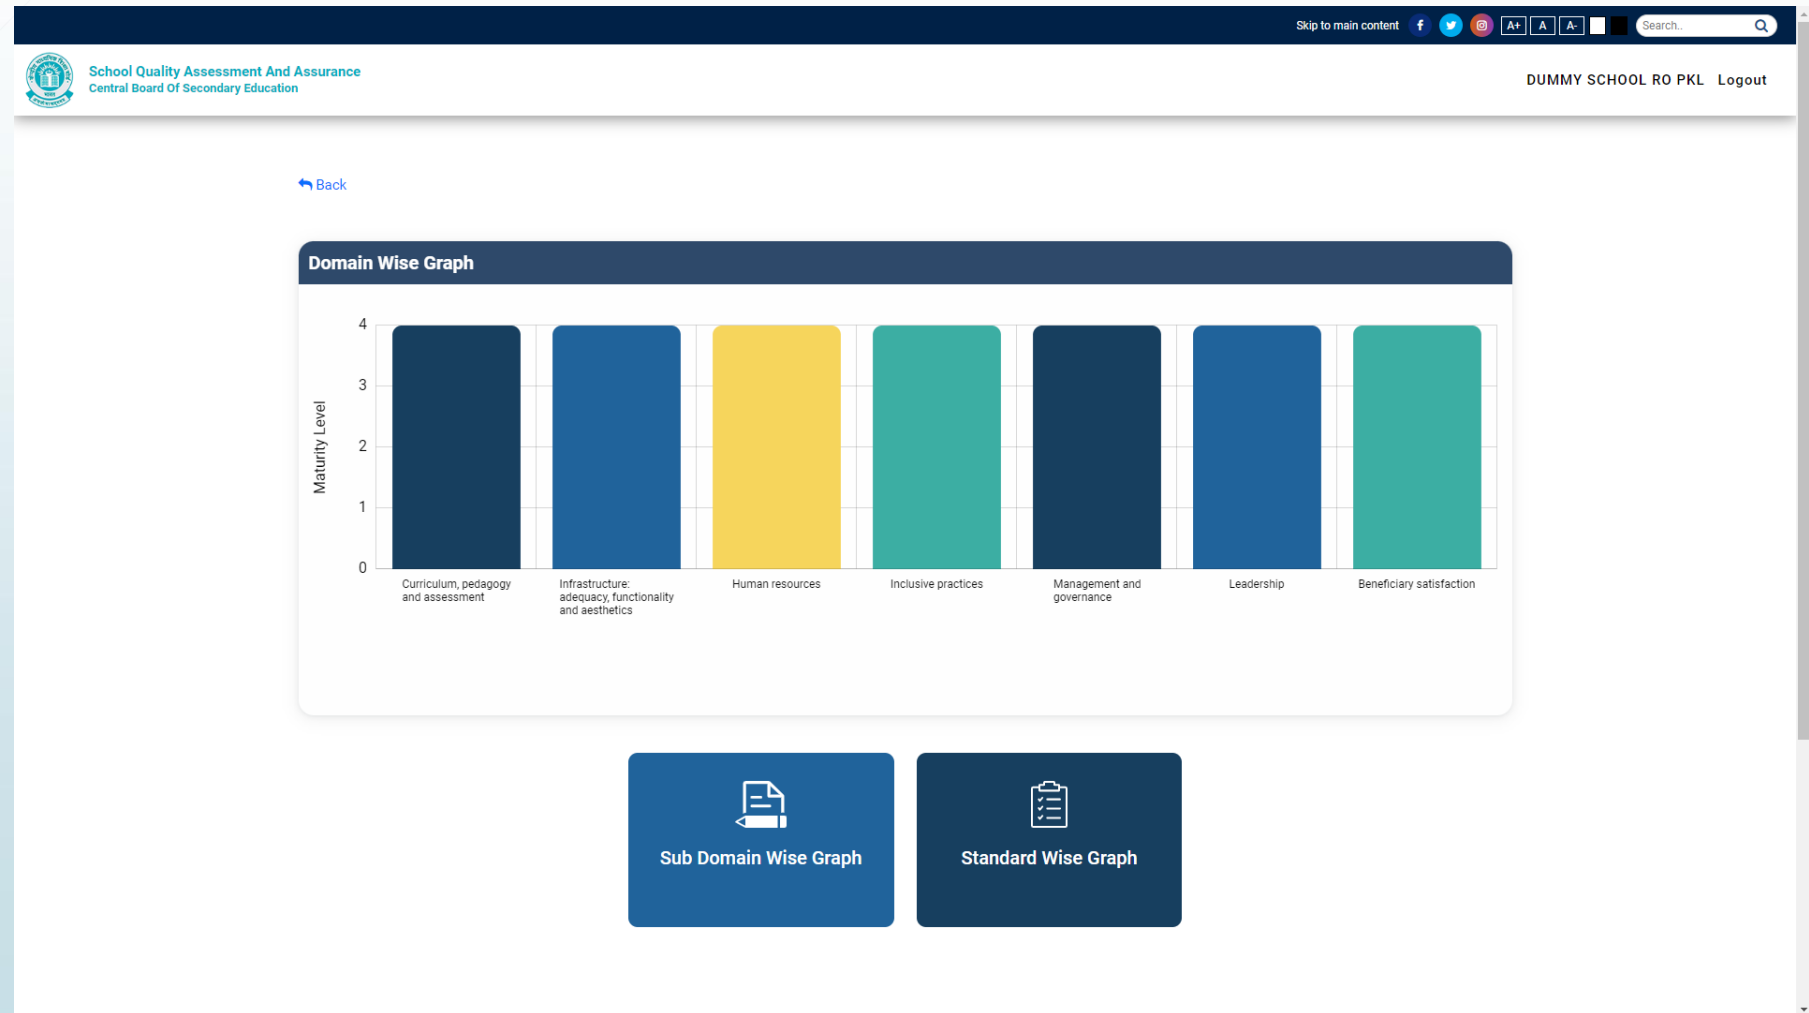 Skip to main content A+ A A- Search..
School Quality Assessment And Assurance
Central Board Of Secondary Education
DUMMY SCHOOL RO PKL Logout
Back
Domain Wise Graph
Maturity Level
4
3
2
1
0
Curriculum, pedagogy
and assessment
Infrastructure:
adequacy, functionality
and aesthetics
Human resources
Inclusive practices
Management and
governance
Leadership
Beneficiary satisfaction
Sub Domain Wise Graph
Standard Wise Graph